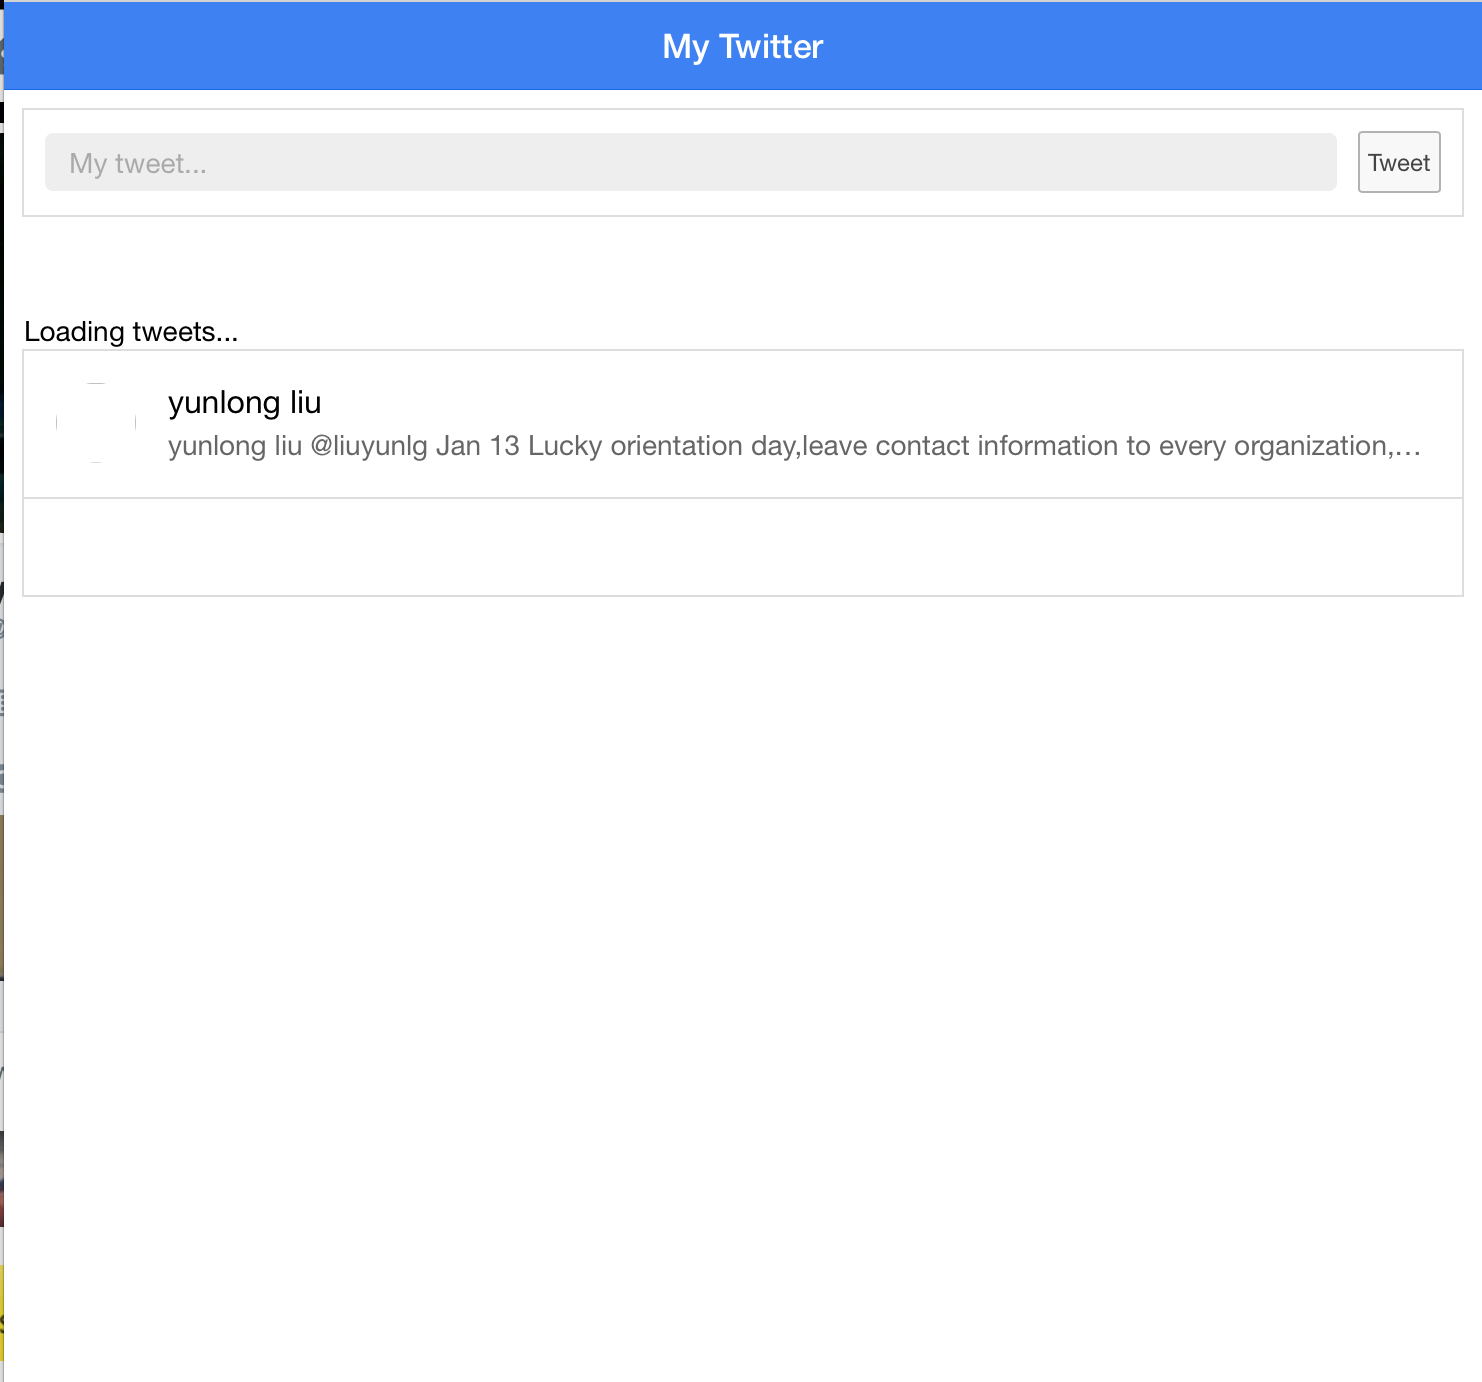 My Twitter
My tweet...
Tweet
Loading tweets...
yunlong liu
yunlong liu @liuyunlg Jan 13 Lucky orientation day,leave contact information to every organization,...